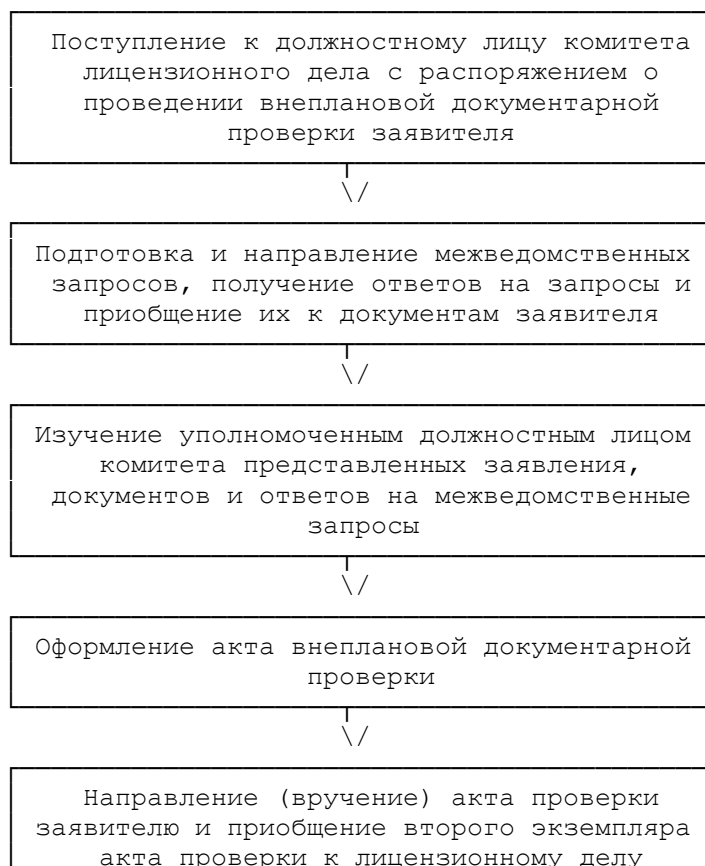 Поступление к должностному лицу комитета
лицензионного дела с распоряжением о
проведении внеплановой документарной
проверки заявителя
\/
Подготовка и направление межведомственных
запросов, получение ответов на запросы и
приобщение их к документам заявителя
\/
Изучение уполномоченным должностным лицом
комитета представленных заявления,
документов и ответов на межведомственные
запросы
\/
Оформление акта внеплановой документарной
проверки
\/
Направление (вручение) акта проверки
заявителю и приобщение второго экземпляра
акта проверки к лицензионному делу